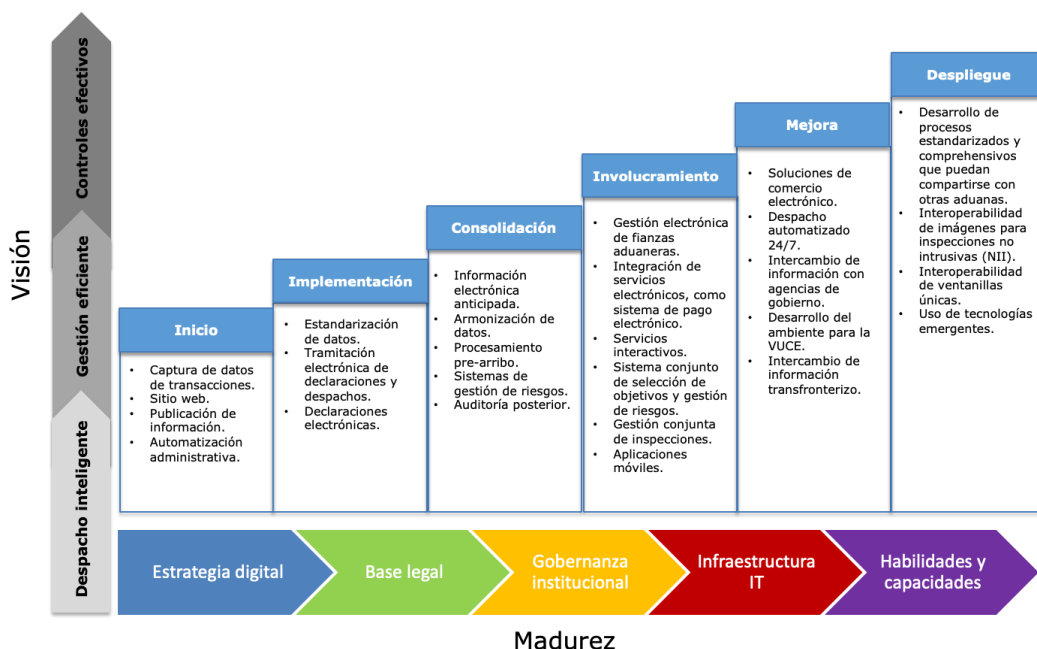 Visión
Controles efectivos
Gestión eficiente
Despacho inteligente
Inicio
• Captura de datos
de transacciones.
• Sitio web.
• Publicación de
información.
• Automatización
administrativa.
Implementación
• Estandarización
de datos.
• Tramitación
electrónica de
declaraciones y
despachos.
• Declaraciones
electrónicas.
Consolidación
• Información
electrónica
anticipada.
• Armonización de
datos.
• Procesamiento
pre-arribo.
• Sistemas de
gestión de riesgos.
• Auditoría posterior.
Involucramiento
• Gestión electrónica
de fianzas
aduaneras.
• Integración de
servicios
electrónicos, como
sistema de pago
electrónico.
• Servicios
interactivos.
• Sistema conjunto
de selección de
objetivos y gestión
de riesgos.
• Gestión conjunta
de inspecciones.
• Aplicaciones
móviles.
Mejora
• Soluciones de
comercio
electrónico.
• Despacho
automatizado
24/7.
• Intercambio de
información con
agencias de
gobierno.
• Desarrollo del
ambiente para la
VUCE.
• Intercambio de
información
transfronterizo.
Despliegue
• Desarrollo de
procesos
estandarizados y
comprehensivos
que puedan
compartirse con
otras aduanas.
• Interoperabilidad
de imágenes para
inspecciones no
intrusivas (NII).
• Interoperabilidad
de ventanillas
únicas.
• Uso de tecnologías
emergentes.
Estrategia digital
Base legal
Gobernanza
institucional
Infraestructura
IT
Habilidades y
capacidades
Madurez